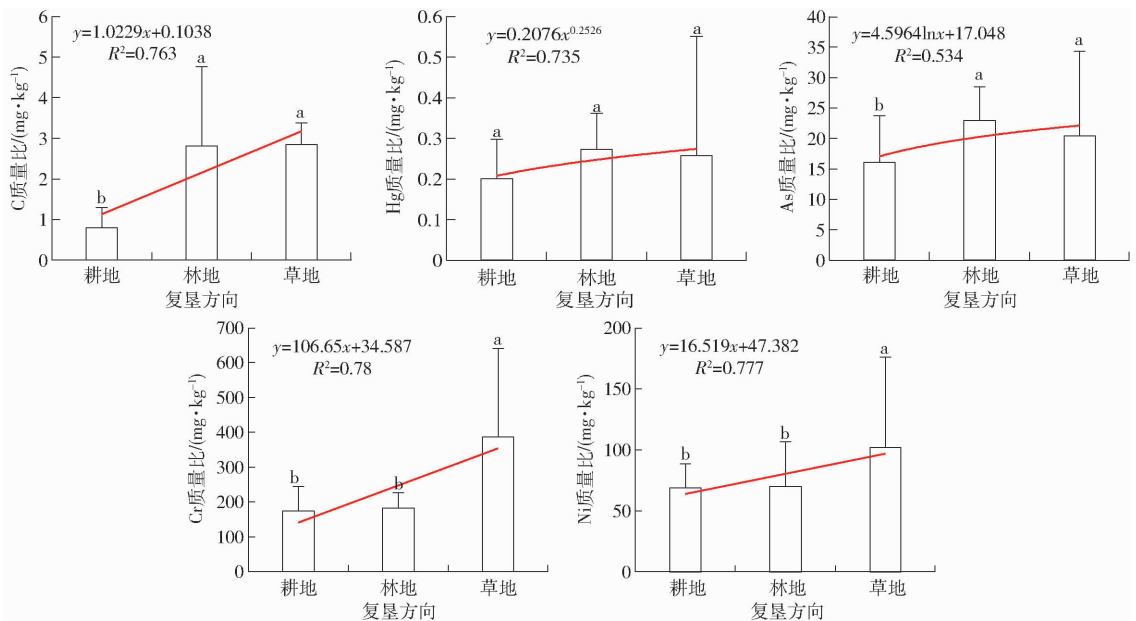 y=1.0229x+0.1038
R²=0.763
C质量比/(mg·kg⁻¹)
6
5
4
3
2
1
0
b
a
a
耕地 林地 草地
复垦方向
y=0.2076x^0.2526
R²=0.735
Hg质量比/(mg·kg⁻¹)
0.6
0.5
0.4
0.3
0.2
0.1
0
a
a
a
耕地 林地 草地
复垦方向
y=4.5964lnx+17.048
R²=0.534
As质量比/(mg·kg⁻¹)
40
35
30
25
20
15
10
5
0
b
a
a
耕地 林地 草地
复垦方向
y=106.65x+34.587
R²=0.78
Cr质量比/(mg·kg⁻¹)
700
600
500
400
300
200
100
0
b
b
a
耕地 林地 草地
复垦方向
y=16.519x+47.382
R²=0.777
Ni质量比/(mg·kg⁻¹)
200
150
100
50
0
b
b
a
耕地 林地 草地
复垦方向